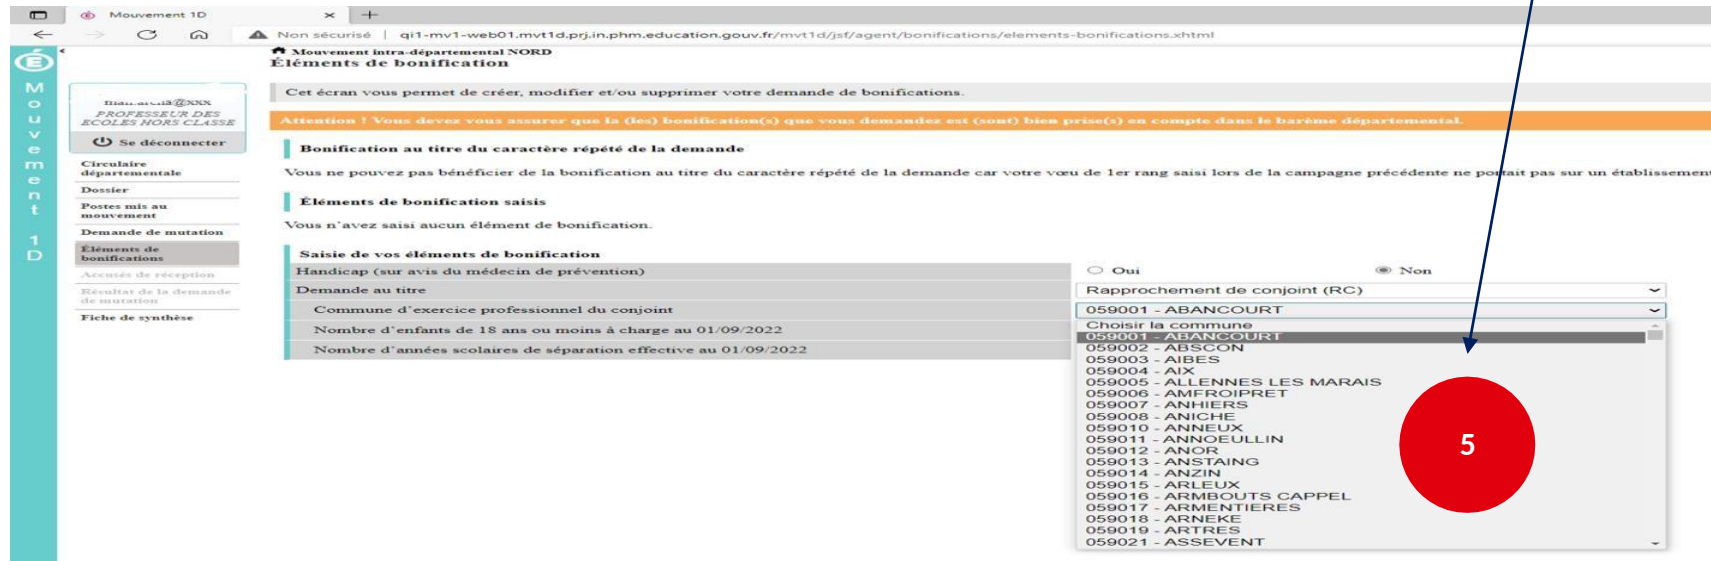 Mouvement 1D
Non sécurisé | qi1-mv1-web01.mvt1d.prj.in.phm.education.gouv.fr/mvt1d/jsf/agent/bonifications/elements-bonifications.xhtml
Mouvement 1D
Mouvement intra-départemental NORD
Éléments de bonification
@xxx
PROFESSEUR DES
ECOLES HORS CLASSE
Se déconnecter
Circulaire
départementale
Dossier
Postes mis au
mouvement
Demande de mutation
Éléments de
bonifications
Accusés de réception
Résultat de la demande
de mutation
Fiche de synthèse
Cet écran vous permet de créer, modifier et/ou supprimer votre demande de bonifications.
Attention ! Vous devez vous assurer que la (les) bonification(s) que vous demandez est (sont) bien prise(s) en compte dans le barème départemental.
Bonification au titre du caractère répété de la demande
Vous ne pouvez pas bénéficier de la bonification au titre du caractère répété de la demande car votre vœu de 1er rang saisi lors de la campagne précédente ne portait pas sur un établissement
Éléments de bonification saisis
Vous n'avez saisi aucun élément de bonification.
Saisie de vos éléments de bonification
Handicap (sur avis du médecin de prévention)
Oui
Non
Demande au titre
Rapprochement de conjoint (RC)
Commune d'exercice professionnel du conjoint
059001 - ABANCOURT
Nombre d'enfants de 18 ans ou moins à charge au 01/09/2022
Nombre d'années scolaires de séparation effective au 01/09/2022
Choisir la commune
059001 - ABANCOURT
059002 - ABSCON
059003 - AIBES
059004 - AIX
059005 - ALLENNES LES MARAIS
059006 - AMFROIPRET
059007 - ANHIERS
059008 - ANICHE
059010 - ANNEUX
059011 - ANNOEULLIN
059012 - ANOR
059013 - ANSTAING
059014 - ANZIN
059015 - ARLEUX
059016 - ARMBOUTS CAPPEL
059017 - ARMENTIERES
059018 - ARNEKE
059019 - ARTRES
059021 - ASSEVENT
5